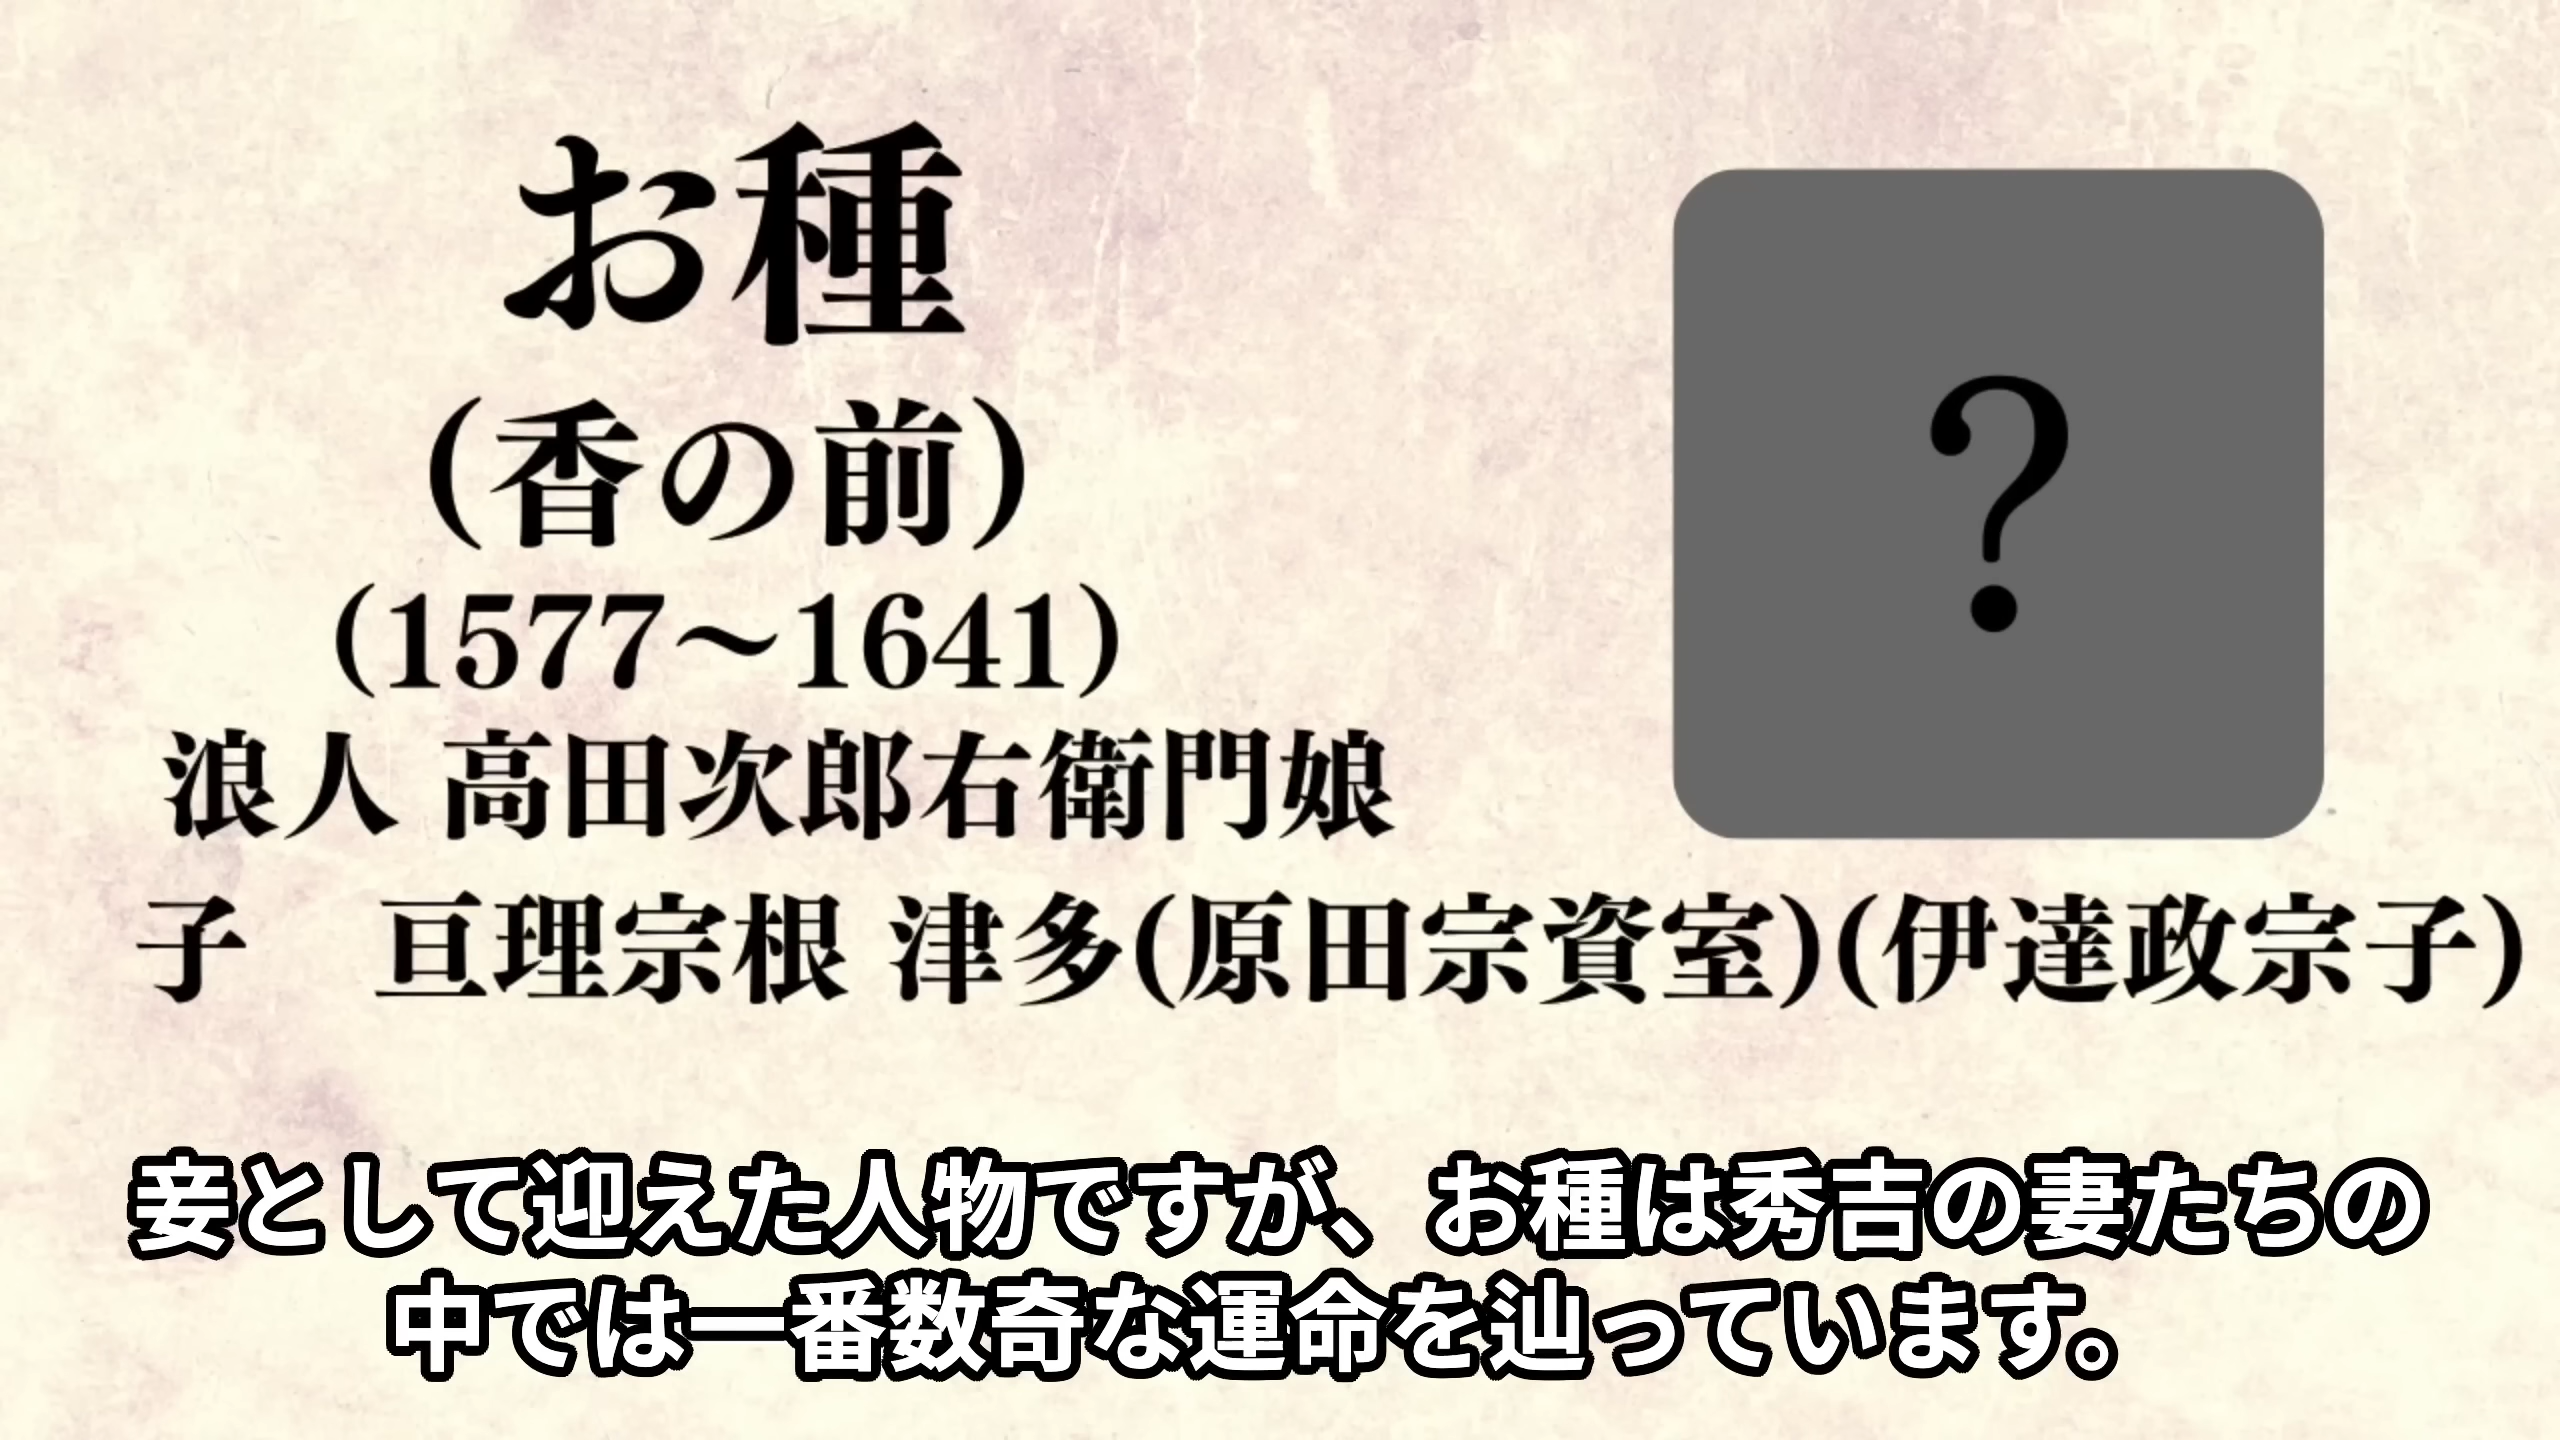 お種
(香の前)
(1577〜1641)
浪人 高田次郎右衛門娘
?
子　亘理宗根 津多(原田宗資室)(伊達政宗子)
妾として迎えた人物ですが、お種は秀吉の妻たちの
中では一番数奇な運命を辿っています。